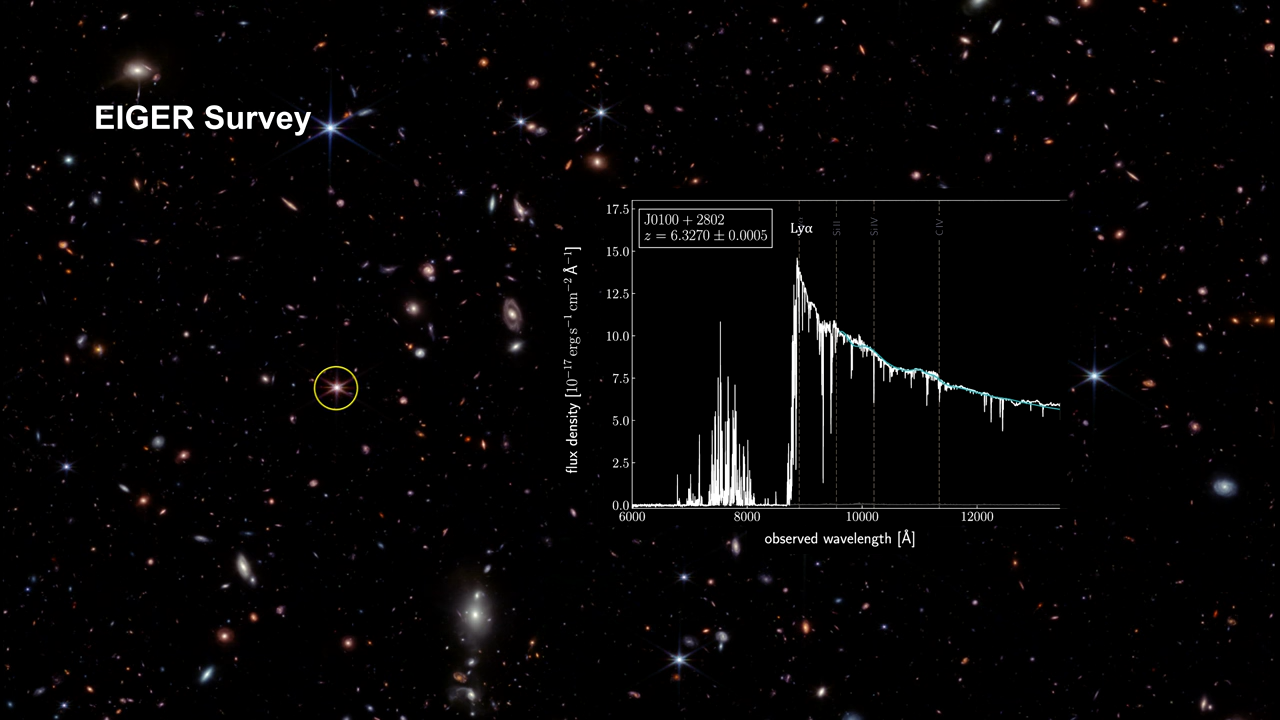 EIGER Survey
J0100 + 2802
z = 6.3270 ± 0.0005
Lyα
Si II
Si IV
C IV
17.5
15.0
12.5
10.0
7.5
5.0
2.5
0.0
flux density [10⁻¹⁷ erg s⁻¹ cm⁻² Å⁻¹]
6000 8000 10000 12000
observed wavelength [Å]